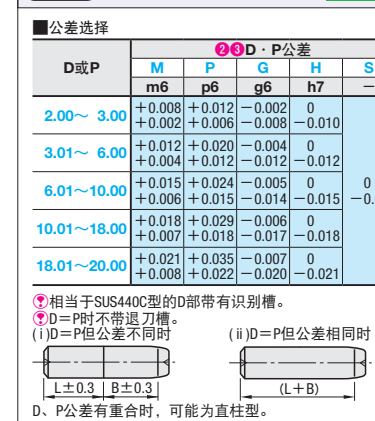 ■公差选择
D或P ❷❸D・P公差
M P G H S
m6 p6 g6 h7 −
2.00～ 3.00 +0.008 +0.012 −0.002 0
+0.002 +0.006 −0.008 −0.010
3.01～ 6.00 +0.012 +0.020 −0.004 0
+0.004 +0.012 −0.012 −0.012
6.01～10.00 +0.015 +0.024 −0.005 0 0
+0.006 +0.015 −0.014 −0.015 −0.
10.01～18.00 +0.018 +0.029 −0.006 0
+0.007 +0.018 −0.017 −0.018
18.01～20.00 +0.021 +0.035 −0.007 0
+0.008 +0.022 −0.020 −0.021
相当于SUS440C型的D部带有识别槽。
D=P时不带退刀槽。
(i)D=P但公差不同时 (ii)D=P但公差相同时
L±0.3 B±0.3 (L+B)
D、P公差有重合时，可能为直柱型。